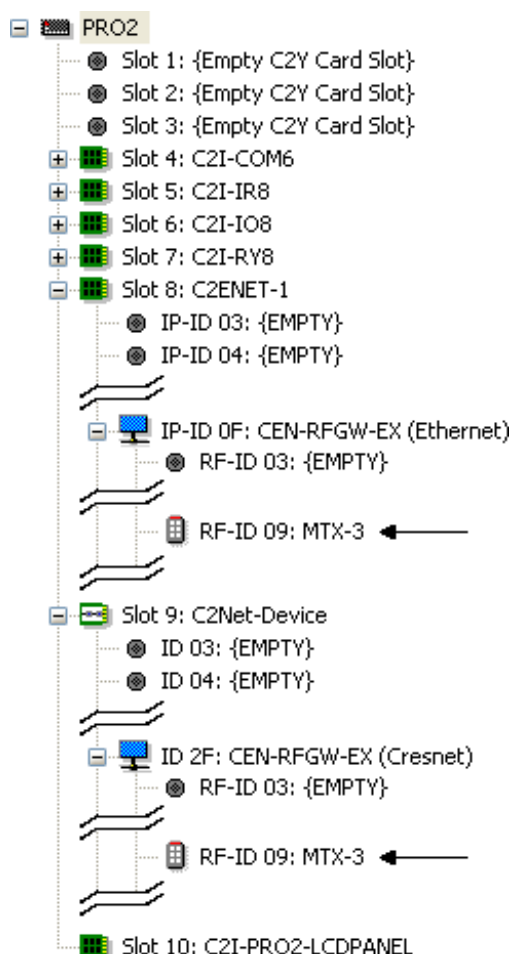 PRO2
Slot 1: {Empty C2Y Card Slot}
Slot 2: {Empty C2Y Card Slot}
Slot 3: {Empty C2Y Card Slot}
Slot 4: C2I-COM6
Slot 5: C2I-IR8
Slot 6: C2I-IO8
Slot 7: C2I-RY8
Slot 8: C2ENET-1
IP-ID 03: {EMPTY}
IP-ID 04: {EMPTY}
IP-ID 0F: CEN-RFGW-EX (Ethernet)
RF-ID 03: {EMPTY}
RF-ID 09: MTX-3
Slot 9: C2Net-Device
ID 03: {EMPTY}
ID 04: {EMPTY}
ID 2F: CEN-RFGW-EX (Cresnet)
RF-ID 03: {EMPTY}
RF-ID 09: MTX-3
Slot 10: C2I-PRO2-LCDPANEL